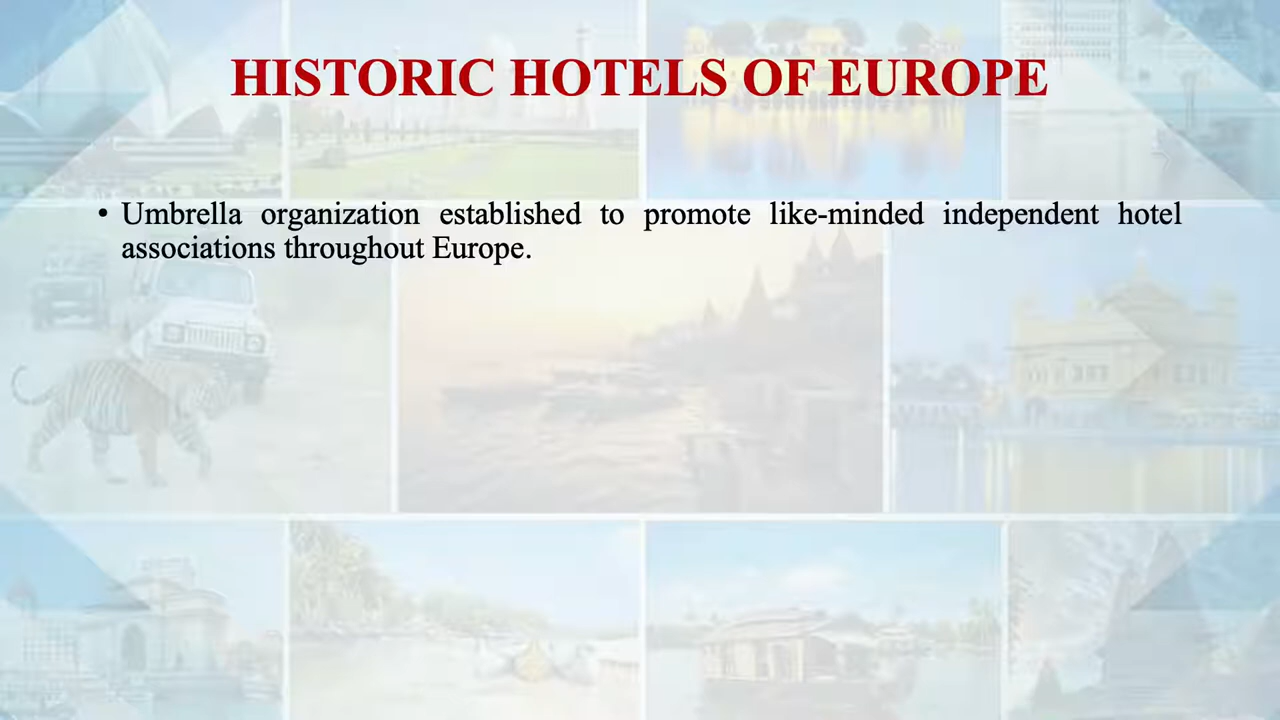 HISTORIC HOTELS OF EUROPE
• Umbrella organization established to promote like-minded independent hotel
associations throughout Europe.